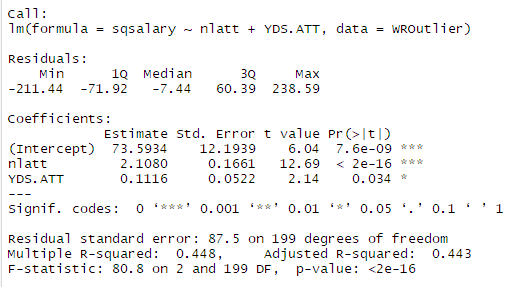 Call:
lm(formula = sqsalary ~ nlatt + YDS.ATT, data = WROutlier)
Residuals:
Min 1Q Median 3Q Max
-211.44 -71.92 -7.44 60.39 238.59
Coefficients:
Estimate Std. Error t value Pr(>|t|)
(Intercept) 73.5934 12.1939 6.04 7.6e-09 ***
nlatt 2.1080 0.1661 12.69 < 2e-16 ***
YDS.ATT 0.1116 0.0522 2.14 0.034 *
---
Signif. codes: 0 ‘***’ 0.001 ‘**’ 0.01 ‘*’ 0.05 ‘.’ 0.1 ‘ ’ 1
Residual standard error: 87.5 on 199 degrees of freedom
Multiple R-squared: 0.448, Adjusted R-squared: 0.443
F-statistic: 80.8 on 2 and 199 DF, p-value: <2e-16